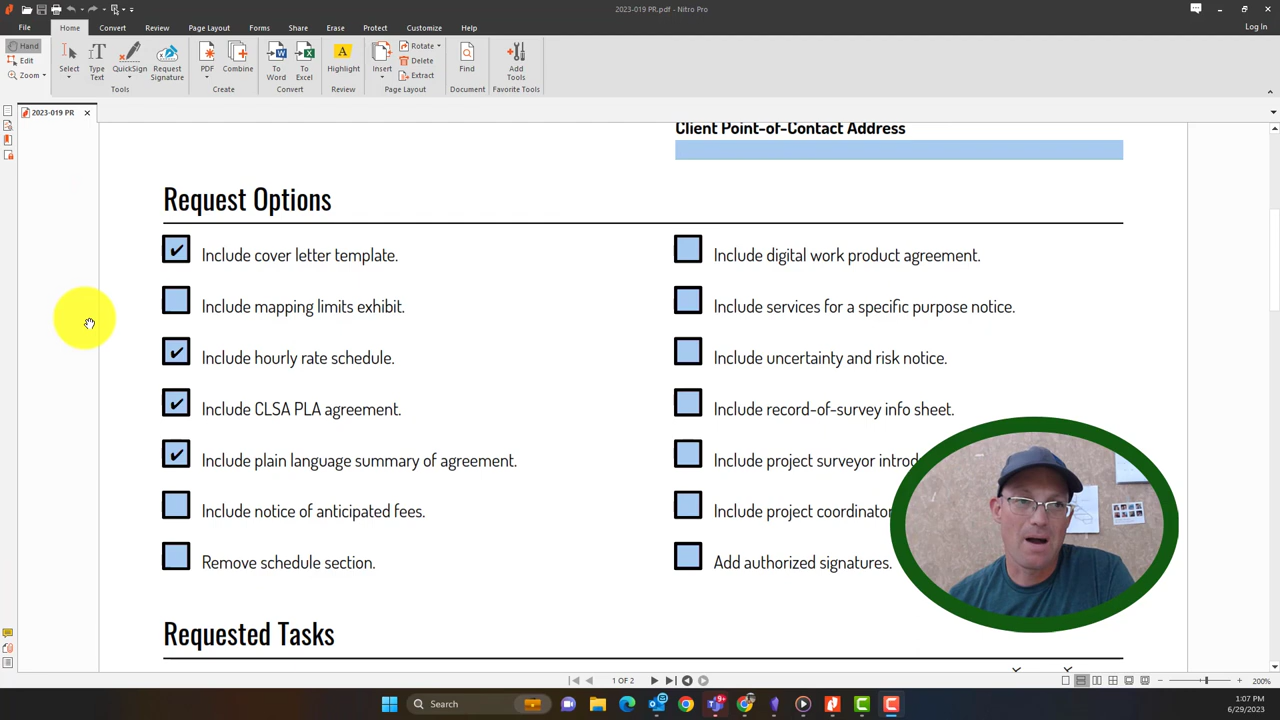 2023-019 PR.pdf - Nitro Pro
File Home Convert Review Page Layout Forms Share Erase Protect Customize Help
Log In
Hand
Edit
Zoom
Select
Type Text
QuickSign
Request Signature
Tools
PDF
Combine
Create
To Word
To Excel
Convert
Highlight
Review
Insert
Rotate
Delete
Extract
Page Layout
Find
Document
Add Tools
Favorite Tools
2023-019 PR
Client Point-of-Contact Address
Request Options
Include cover letter template.
Include mapping limits exhibit.
Include hourly rate schedule.
Include CLSA PLA agreement.
Include plain language summary of agreement.
Include notice of anticipated fees.
Remove schedule section.
Include digital work product agreement.
Include services for a specific purpose notice.
Include uncertainty and risk notice.
Include record-of-survey info sheet.
Include project surveyor
Include project coordinator
Add authorized signatures.
Requested Tasks
1 OF 2
200%
Search
9+
1:07 PM
6/29/2023